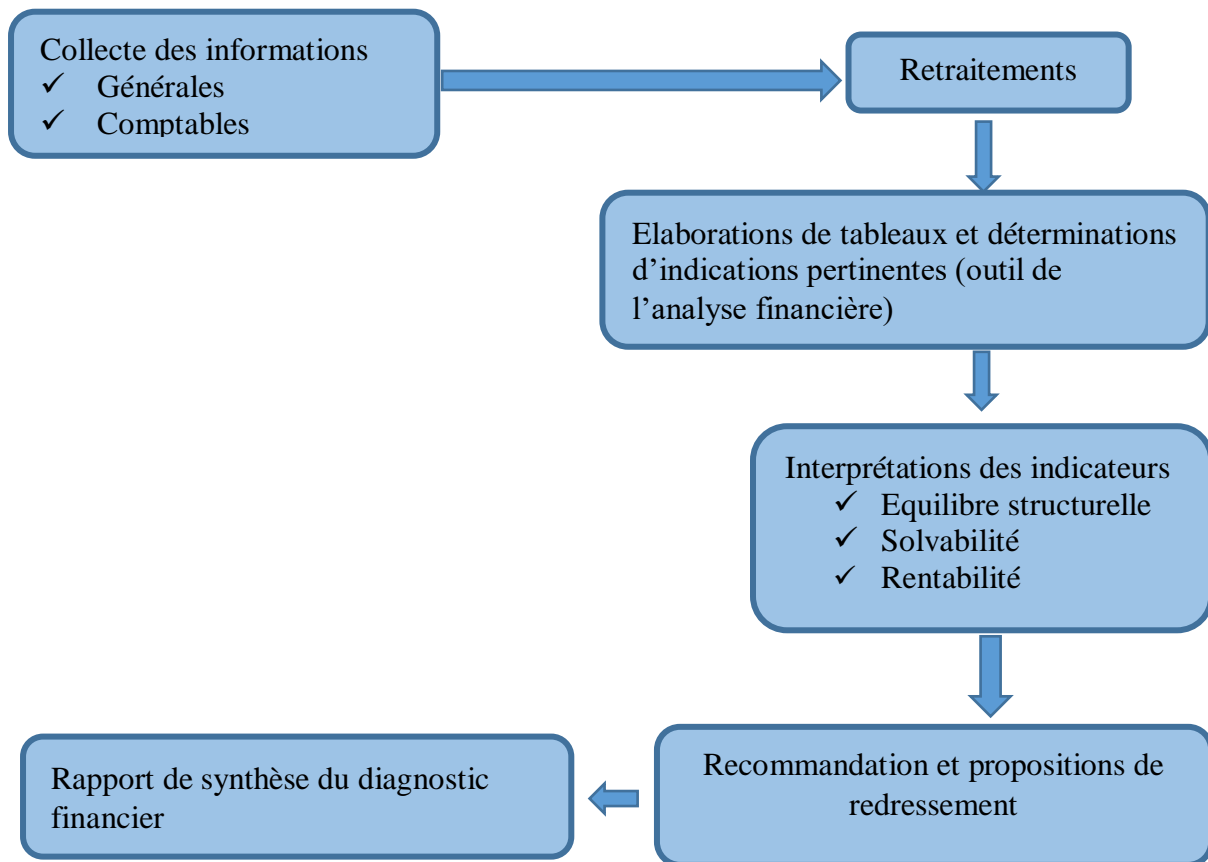 Collecte des informations
✓ Générales
✓ Comptables
Retraitements
Elaborations de tableaux et déterminations
d’indications pertinentes (outil de
l’analyse financière)
Interprétations des indicateurs
✓ Equilibre structurelle
✓ Solvabilité
✓ Rentabilité
Recommandation et propositions de
redressement
Rapport de synthèse du diagnostic
financier